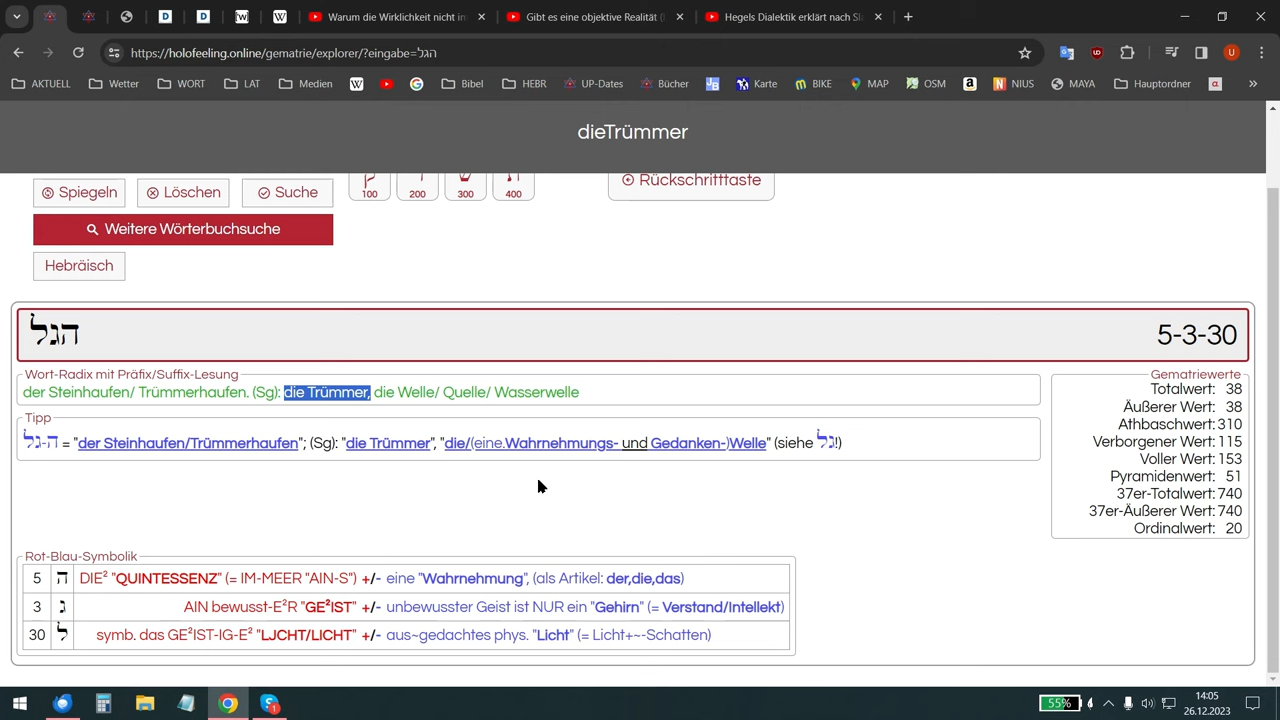 Warum die Wirklichkeit nicht in
Gibt es eine objektive Realität (
Hegels Dialektik erklärt nach Sl
https://holofeeling.online/gematrie/explorer/?eingabe=הגל
AKTUELL
Wetter
WORT
LAT
Medien
Bibel
HEBR
UP-Dates
Bücher
Karte
BIKE
MAP
OSM
NIUS
MAYA
Hauptordner
dieTrümmer
Spiegeln
Löschen
Suche
ק 100
ר 200
ש 300
ת 400
Rückschritttaste
Weitere Wörterbuchsuche
Hebräisch
הגל 5-3-30
Wort-Radix mit Präfix/Suffix-Lesung
der Steinhaufen/ Trümmerhaufen. (Sg): die Trümmer, die Welle/ Quelle/ Wasserwelle
Tipp
ה-גל = "der Steinhaufen/Trümmerhaufen"; (Sg): "die Trümmer", "die/(eine.Wahrnehmungs- und Gedanken-)Welle" (siehe גל!)
Gematriewerte
Totalwert: 38
Äußerer Wert: 38
Athbaschwert: 310
Verborgener Wert: 115
Voller Wert: 153
Pyramidenwert: 51
37er-Totalwert: 740
37er-Äußerer Wert: 740
Ordinalwert: 20
Rot-Blau-Symbolik
5 ה DIE² "QUINTESSENZ" (= IM-MEER "AIN-S") +/- eine "Wahrnehmung", (als Artikel: der,die,das)
3 ג AIN bewusst-E²R "GE²IST" +/- unbewusster Geist ist NUR ein "Gehirn" (= Verstand/Intellekt)
30 ל symb. das GE²IST-IG-E² "LJCHT/LICHT" +/- aus~gedachtes phys. "Licht" (= Licht+~-Schatten)
55%
14:05
26.12.2023